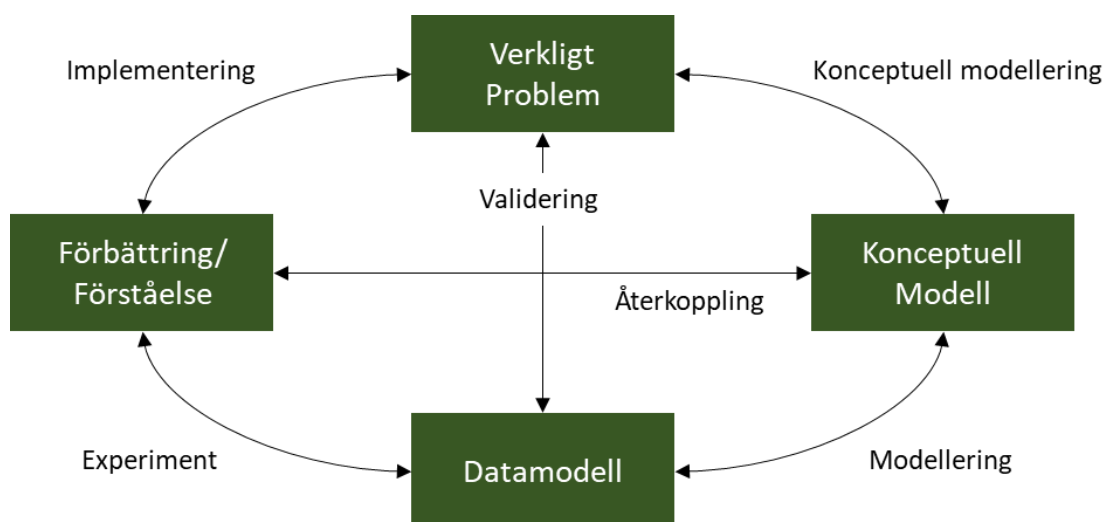 Verkligt
Problem
Implementering
Konceptuell modellering
Validering
Förbättring/
Förståelse
Konceptuell
Modell
Återkoppling
Datamodell
Experiment
Modellering